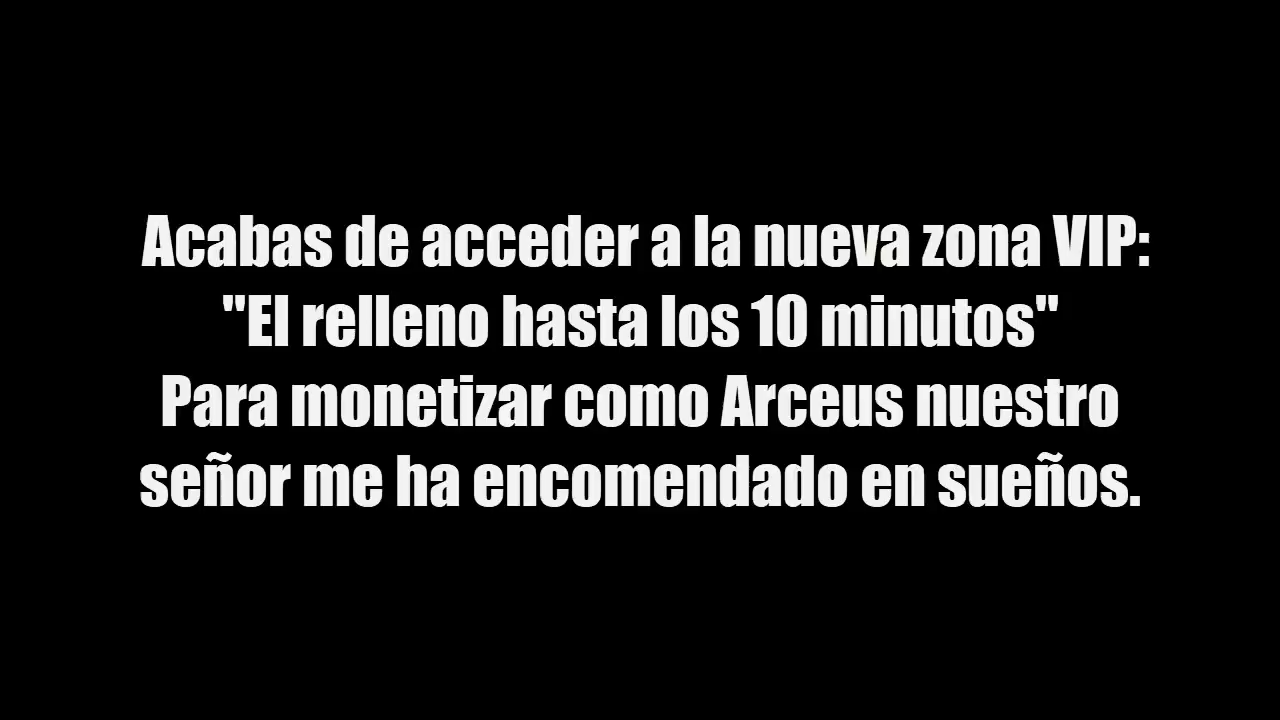 Acabas de acceder a la nueva zona VIP:
"El relleno hasta los 10 minutos"
Para monetizar como Arceus nuestro
señor me ha encomendado en sueños.